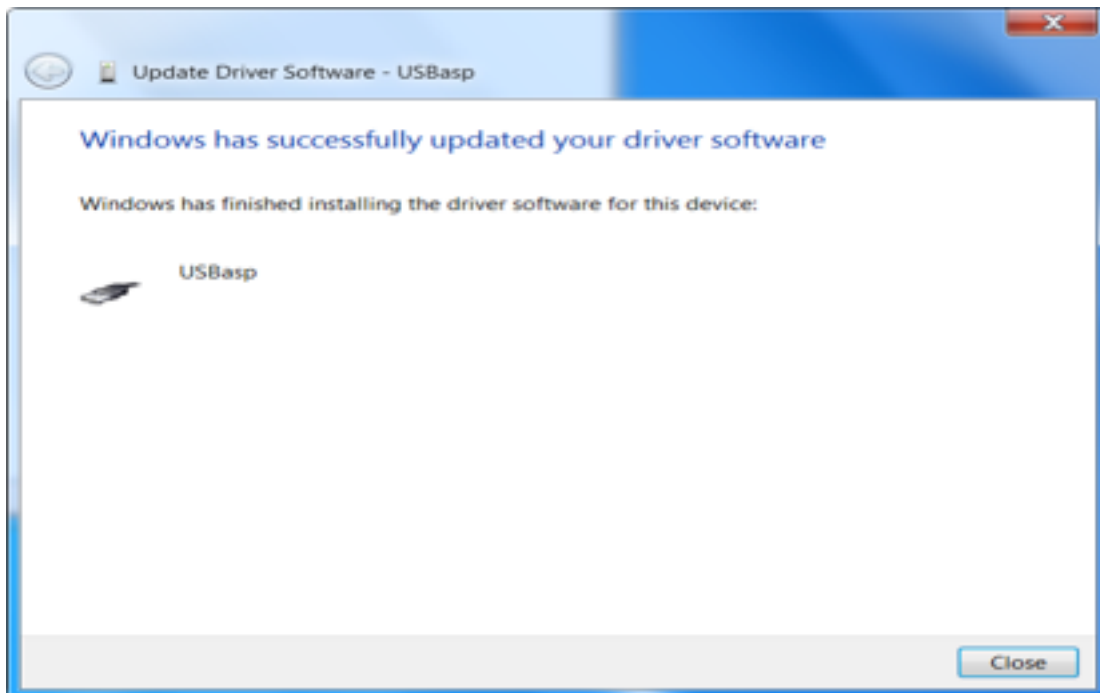 Update Driver Software - USBasp
Windows has successfully updated your driver software
Windows has finished installing the driver software for this device:
USBasp
Close